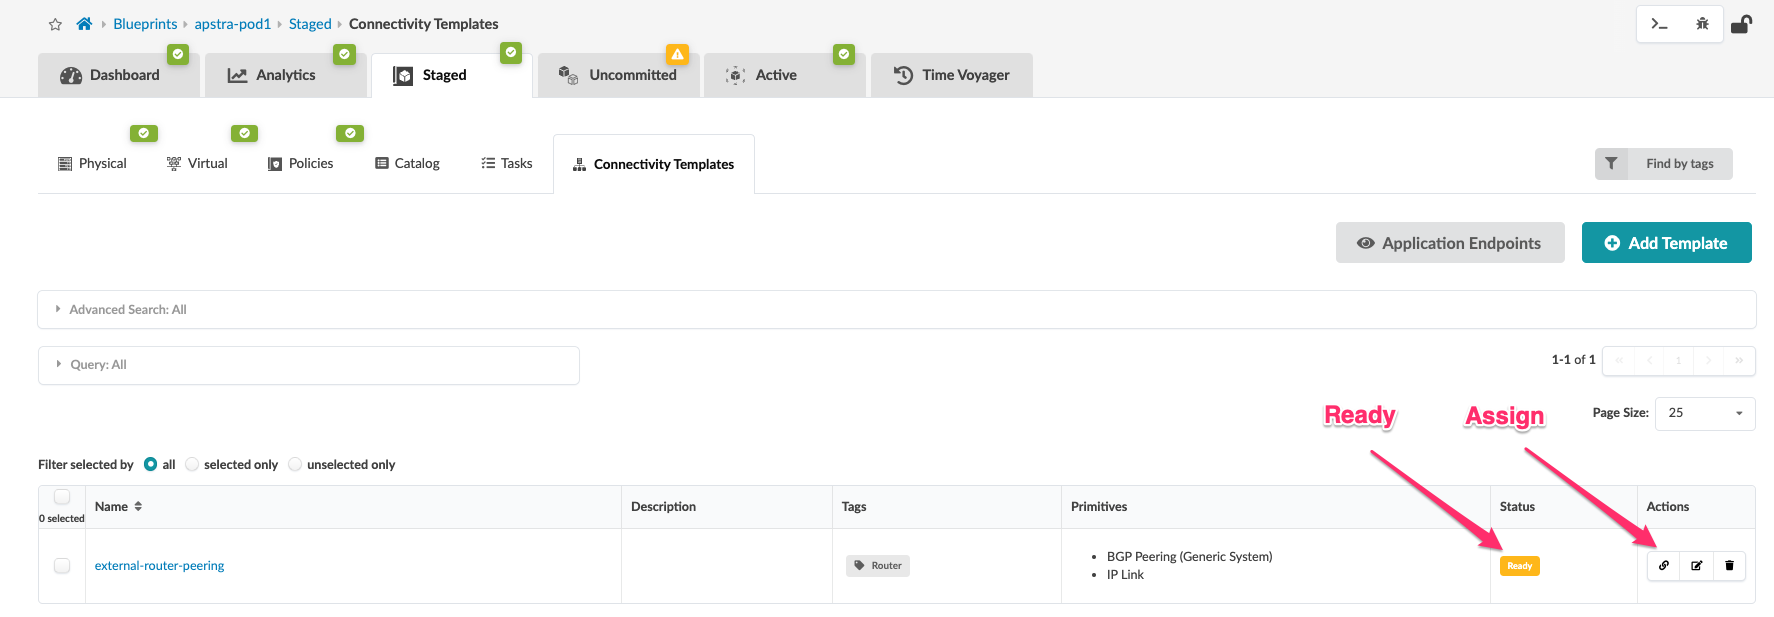 Blueprints apstra-pod1 Staged Connectivity Templates
Dashboard Analytics Staged Uncommitted Active Time Voyager
Physical Virtual Policies Catalog Tasks Connectivity Templates Find by tags
Application Endpoints Add Template
Advanced Search: All
Query: All 1-1 of 1 « < 1 > »
Ready Assign Page Size: 25
Filter selected by all selected only unselected only
0 selected Name Description Tags Primitives Status Actions
external-router-peering Router BGP Peering (Generic System) Ready
IP Link